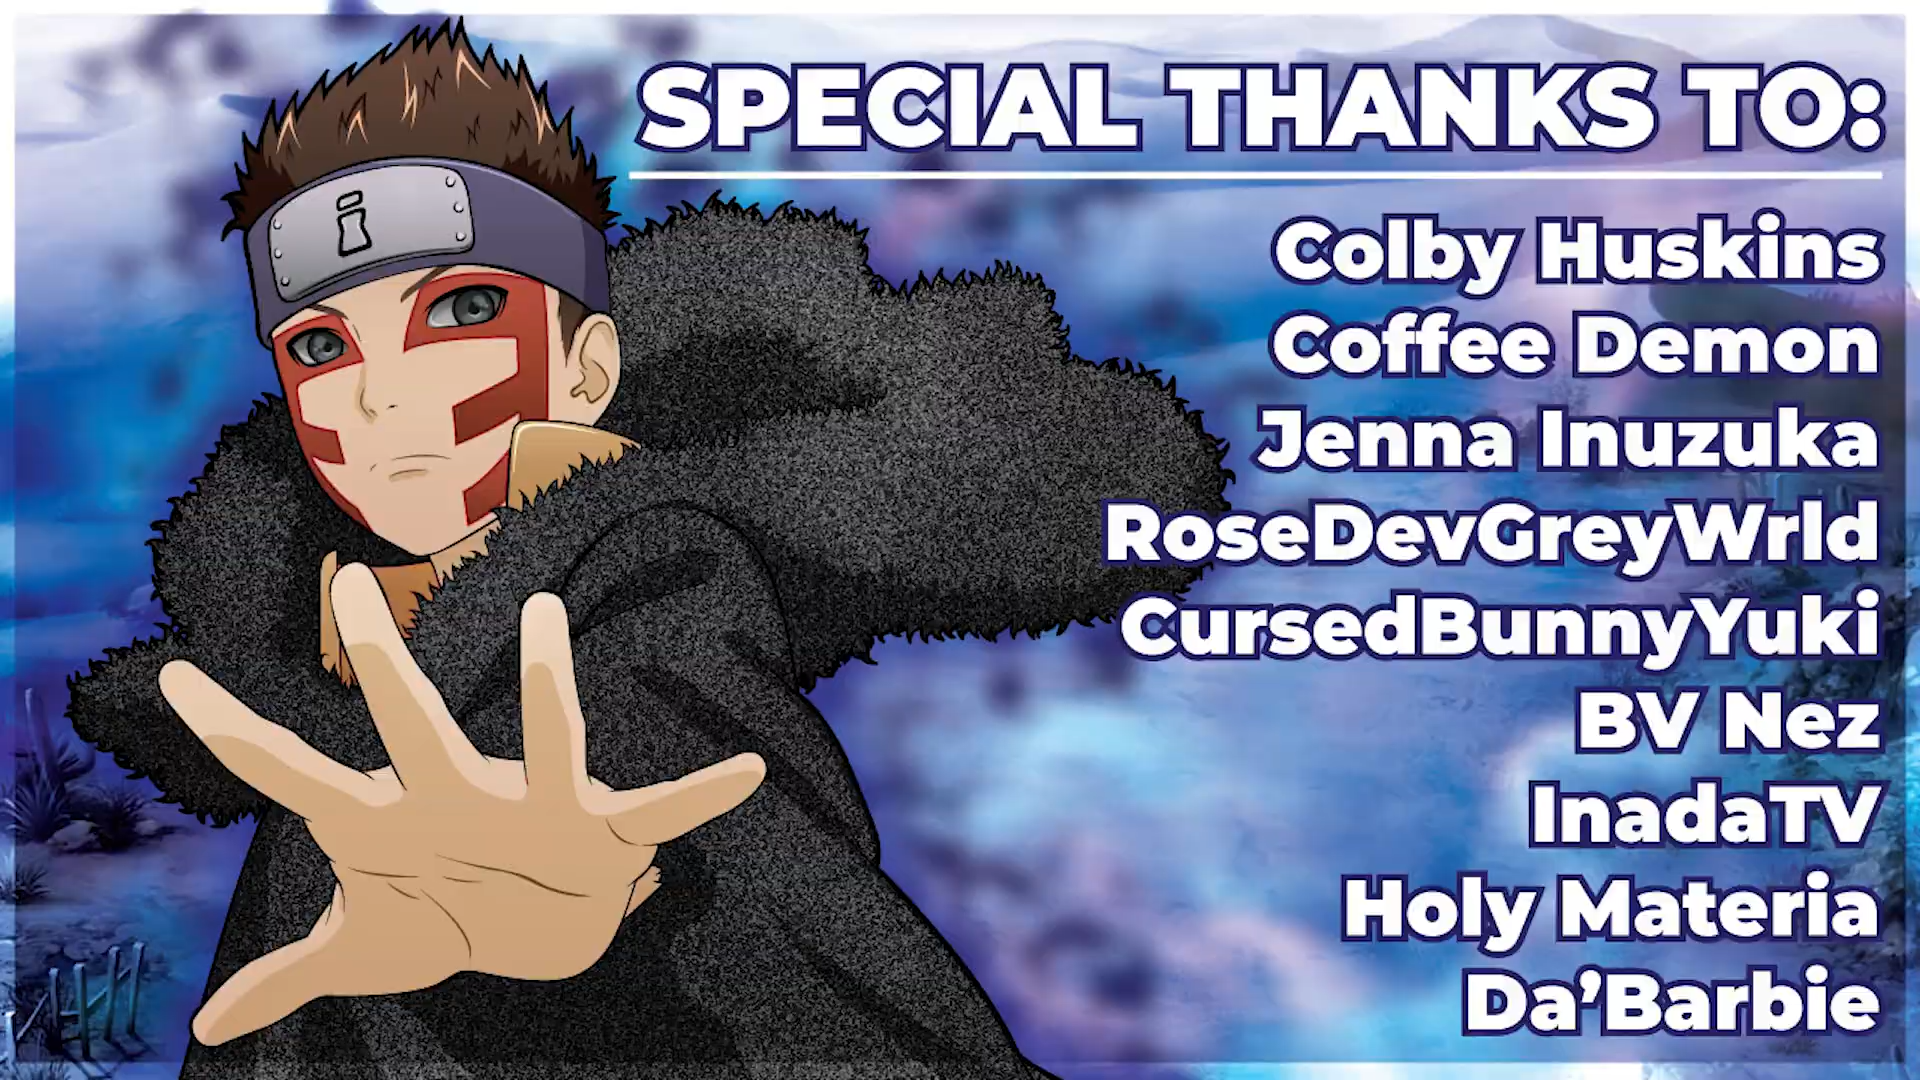 SPECIAL THANKS TO:
Colby Huskins
Coffee Demon
Jenna Inuzuka
RoseDevGreyWrld
CursedBunnyYuki
BV Nez
InadaTV
Holy Materia
Da’Barbie